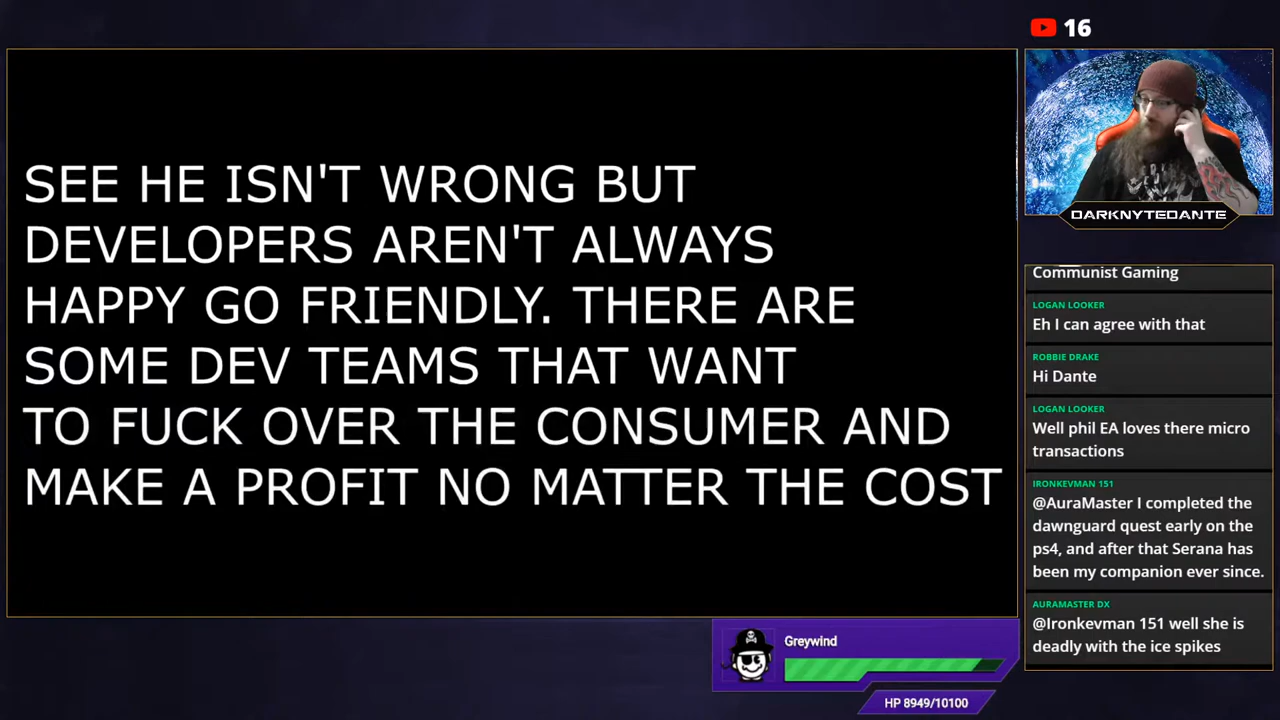 16
SEE HE ISN'T WRONG BUT
DEVELOPERS AREN'T ALWAYS
HAPPY GO FRIENDLY. THERE ARE
SOME DEV TEAMS THAT WANT
TO FUCK OVER THE CONSUMER AND
MAKE A PROFIT NO MATTER THE COST
DARKNYTEDANTE
Communist Gaming
LOGAN LOOKER
Eh I can agree with that
ROBBIE DRAKE
Hi Dante
LOGAN LOOKER
Well phil EA loves there micro
transactions
IRONKEVMAN 151
@AuraMaster I completed the
dawnguard quest early on the
ps4, and after that Serana has
been my companion ever since.
AURAMASTER DX
@Ironkevman 151 well she is
deadly with the ice spikes
Greywind
HP 8949/10100